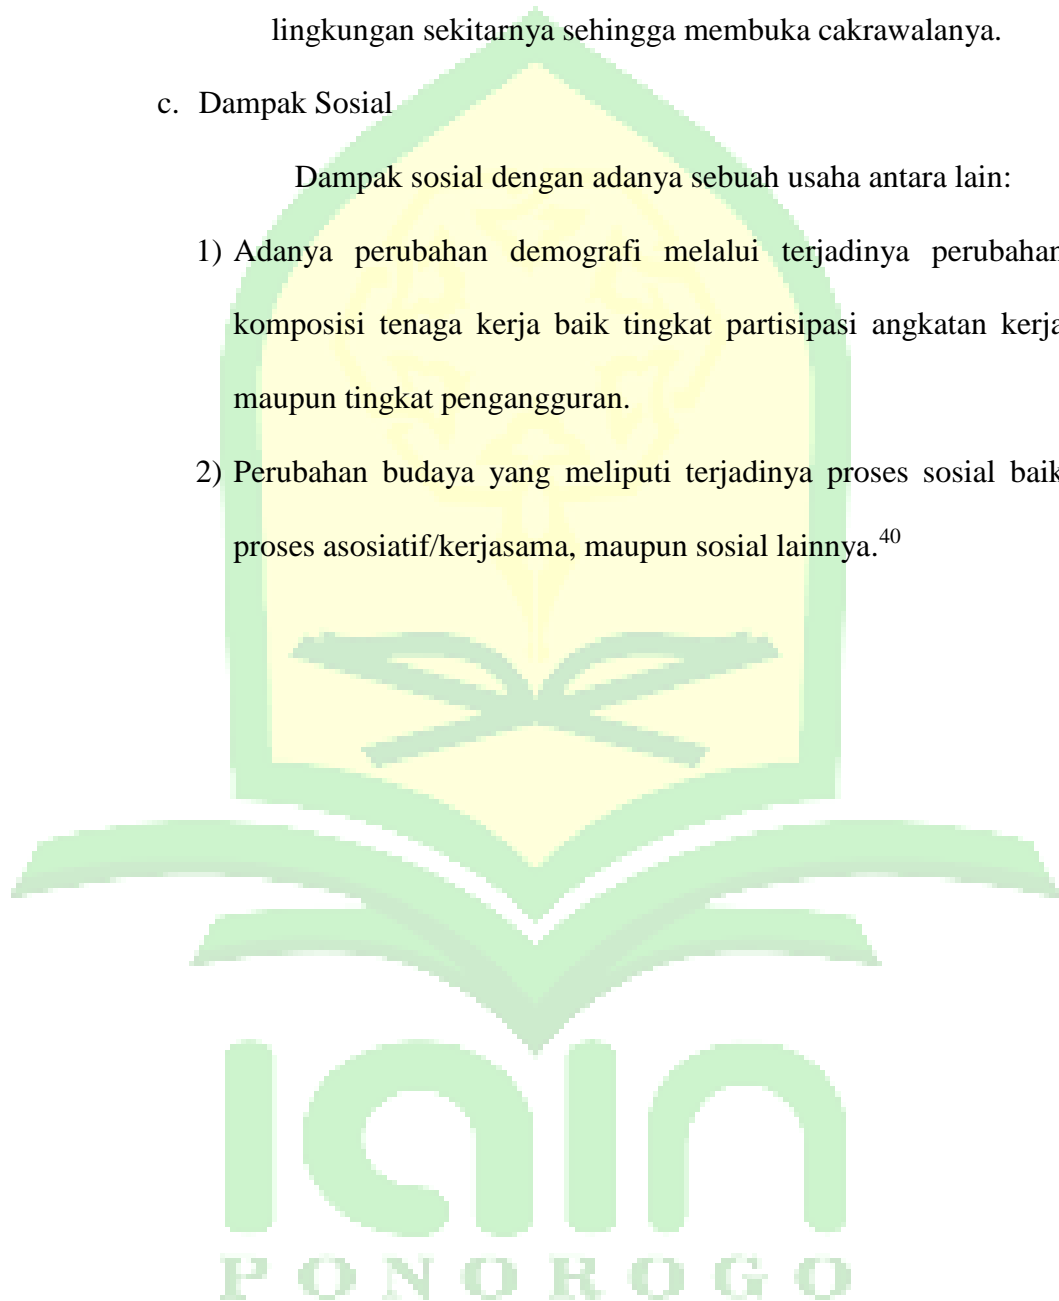 lingkungan sekitarnya sehingga membuka cakrawalanya.
c. Dampak Sosial
Dampak sosial dengan adanya sebuah usaha antara lain:
1) Adanya perubahan demografi melalui terjadinya perubahan
komposisi tenaga kerja baik tingkat partisipasi angkatan kerja
maupun tingkat pengangguran.
2) Perubahan budaya yang meliputi terjadinya proses sosial baik
proses asosiatif/kerjasama, maupun sosial lainnya.40
iain
PONOROGO